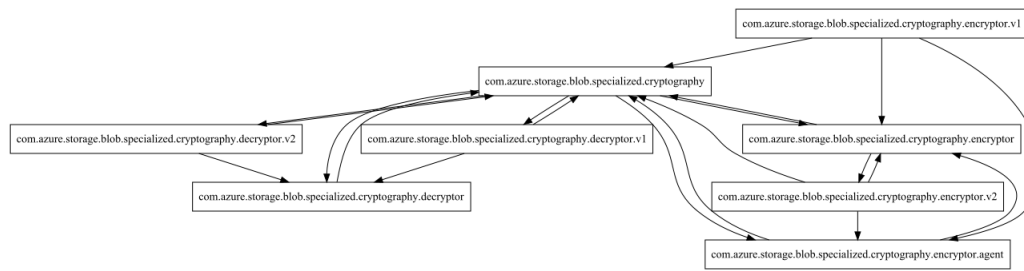 com.azure.storage.blob.specialized.cryptography.encryptor.v1
com.azure.storage.blob.specialized.cryptography
com.azure.storage.blob.specialized.cryptography.decryptor.v2
com.azure.storage.blob.specialized.cryptography.decryptor.v1
com.azure.storage.blob.specialized.cryptography.encryptor
com.azure.storage.blob.specialized.cryptography.decryptor
com.azure.storage.blob.specialized.cryptography.encryptor.v2
com.azure.storage.blob.specialized.cryptography.encryptor.agent